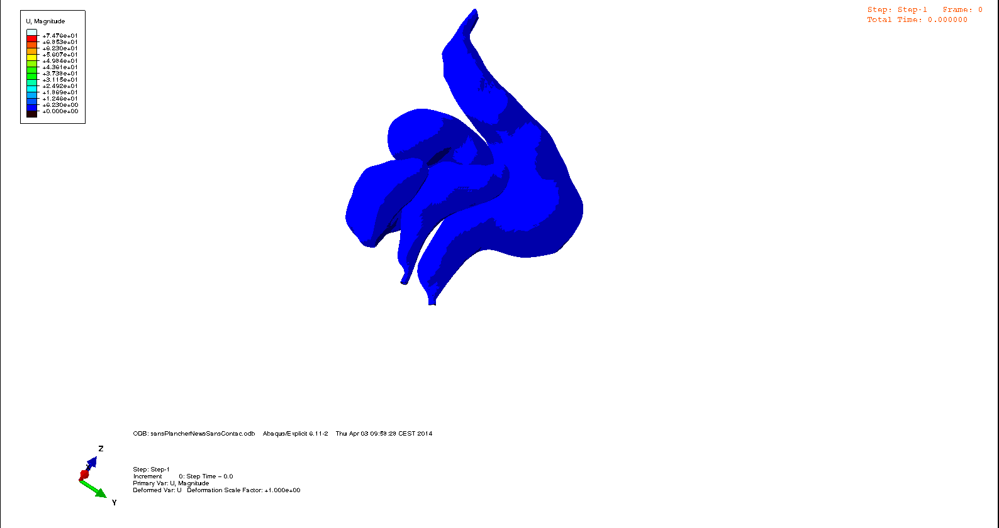 U, Magnitude
+7.476e+01
+6.853e+01
+6.230e+01
+5.607e+01
+4.984e+01
+4.361e+01
+3.738e+01
+3.115e+01
+2.492e+01
+1.869e+01
+1.246e+01
+6.230e+00
+0.000e+00
Step: Step-1 Frame: 0
Total Time: 0.000000
ODB: sansPlancherNewsSansContac.odb Abaqus/Explicit 6.11-2 Thu Apr 03 09:58:28 CEST 2014
Z
Y
Step: Step-1
Increment 0: Step Time = 0.0
Primary Var: U, Magnitude
Deformed Var: U Deformation Scale Factor: +1.000e+00